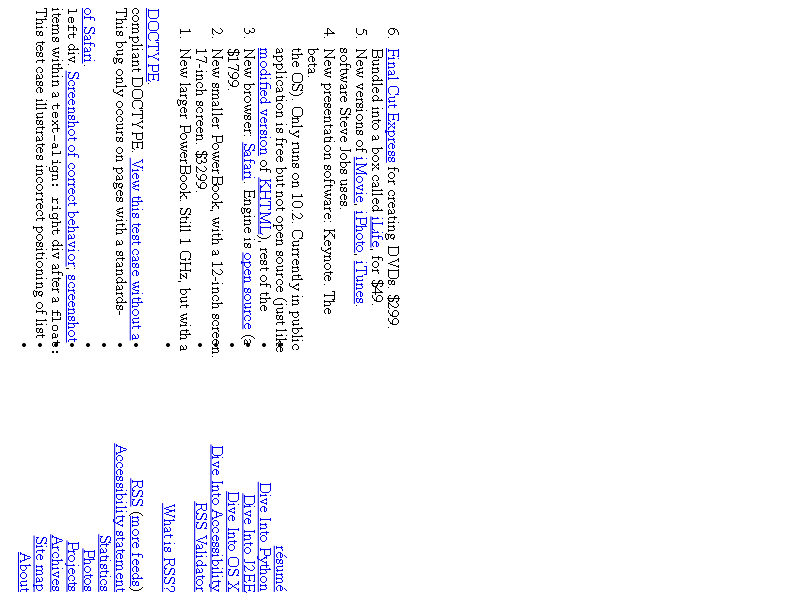 This test case illustrates incorrect positioning of list
items within a text-align: right div after a float:
left div. Screenshot of correct behavior, screenshot
of Safari.
This bug only occurs on pages with a standards-
compliant DOCTYPE. View this test case without a
DOCTYPE.
1. New larger PowerBook. Still 1 GHz, but with a
17-inch screen. $3299.
2. New smaller PowerBook, with a 12-inch screen.
$1799.
3. New browser: Safari. Engine is open source (a
modified version of KHTML), rest of the
application is free but not open source (just like
the OS). Only runs on 10.2. Currently in public
beta.
4. New presentation software: Keynote. The
software Steve Jobs uses.
5. New versions of iMovie, iPhoto, iTunes.
Bundled into a box called iLife, for $49.
6. Final Cut Express for creating DVDs. $299.
• About
• Site map
• Archives
• Projects
• Photos
• Statistics
• Accessibility statement
• RSS (more feeds)
• What is RSS?
• RSS Validator
• Dive Into Accessibility
• Dive Into OS X
• Dive Into J2EE
• Dive Into Python
• résumé